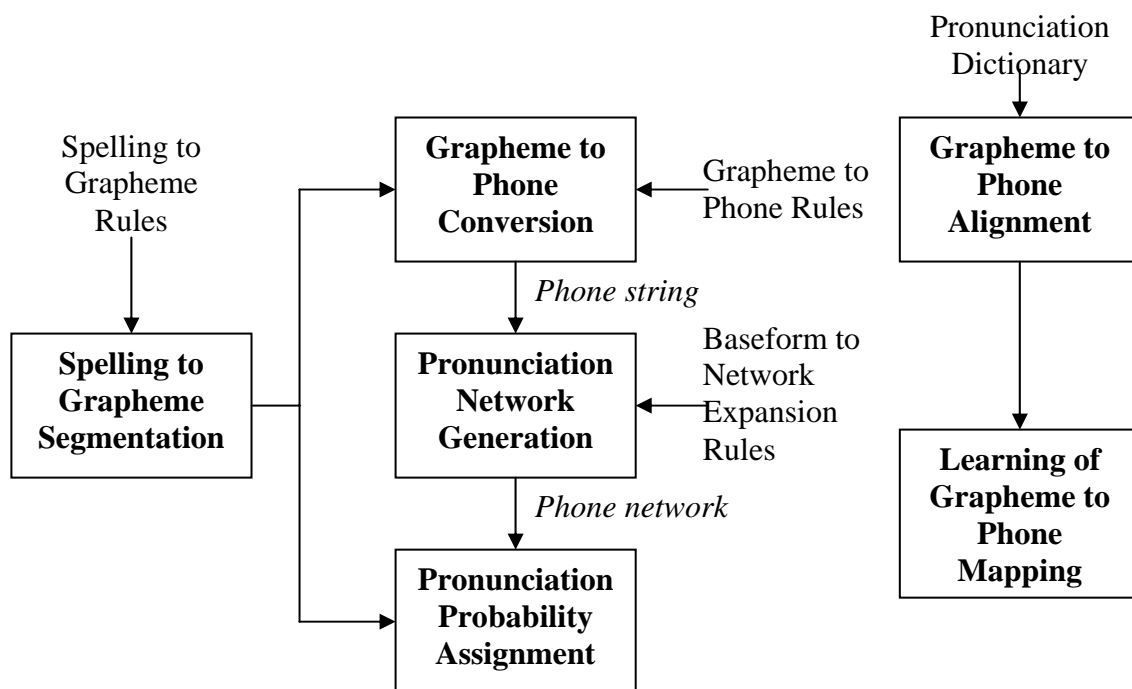 Spelling to
Grapheme
Rules
Spelling to
Grapheme
Segmentation
Grapheme to
Phone
Conversion
Grapheme to
Phone Rules
Phone string
Pronunciation
Network
Generation
Baseform to
Network
Expansion
Rules
Phone network
Pronunciation
Probability
Assignment
Pronunciation
Dictionary
Grapheme to
Phone
Alignment
Learning of
Grapheme to
Phone
Mapping